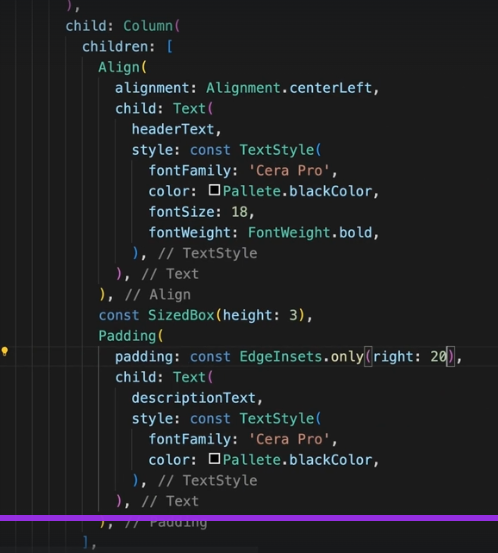 ),
child: Column(
children: [
Align(
alignment: Alignment.centerLeft,
child: Text(
headerText,
style: const TextStyle(
fontFamily: 'Cera Pro',
color: Pallete.blackColor,
fontSize: 18,
fontWeight: FontWeight.bold,
), // TextStyle
), // Text
), // Align
const SizedBox(height: 3),
Padding(
padding: const EdgeInsets.only(right: 20),
child: Text(
descriptionText,
style: const TextStyle(
fontFamily: 'Cera Pro',
color: Pallete.blackColor,
), // TextStyle
), // Text
), // Padding
],